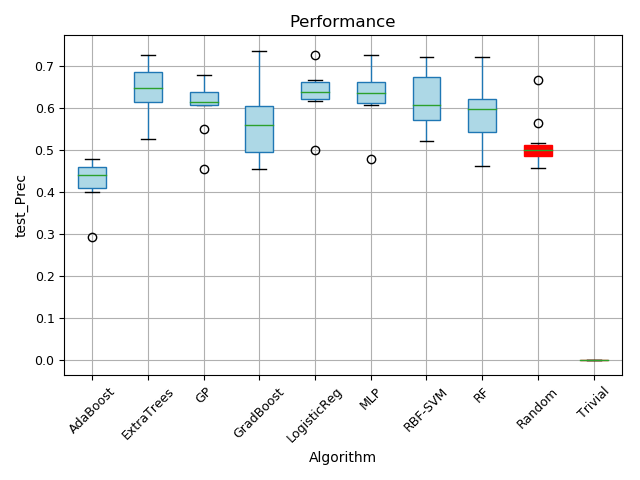 Performance
test_Prec
0.7
0.6
0.5
0.4
0.3
0.2
0.1
0.0
AdaBoost
ExtraTrees
GP
GradBoost
LogisticReg
MLP
RBF-SVM
RF
Random
Trivial
Algorithm